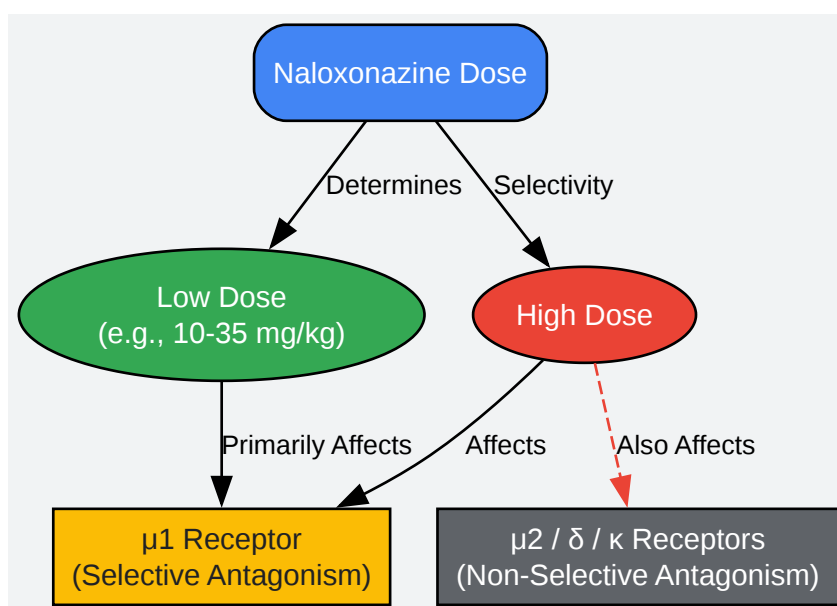 Naloxonazine Dose
Determines
Selectivity
Low Dose
(e.g., 10-35 mg/kg)
High Dose
Primarily Affects
Affects
Also Affects
μ1 Receptor
(Selective Antagonism)
μ2 / δ / κ Receptors
(Non-Selective Antagonism)